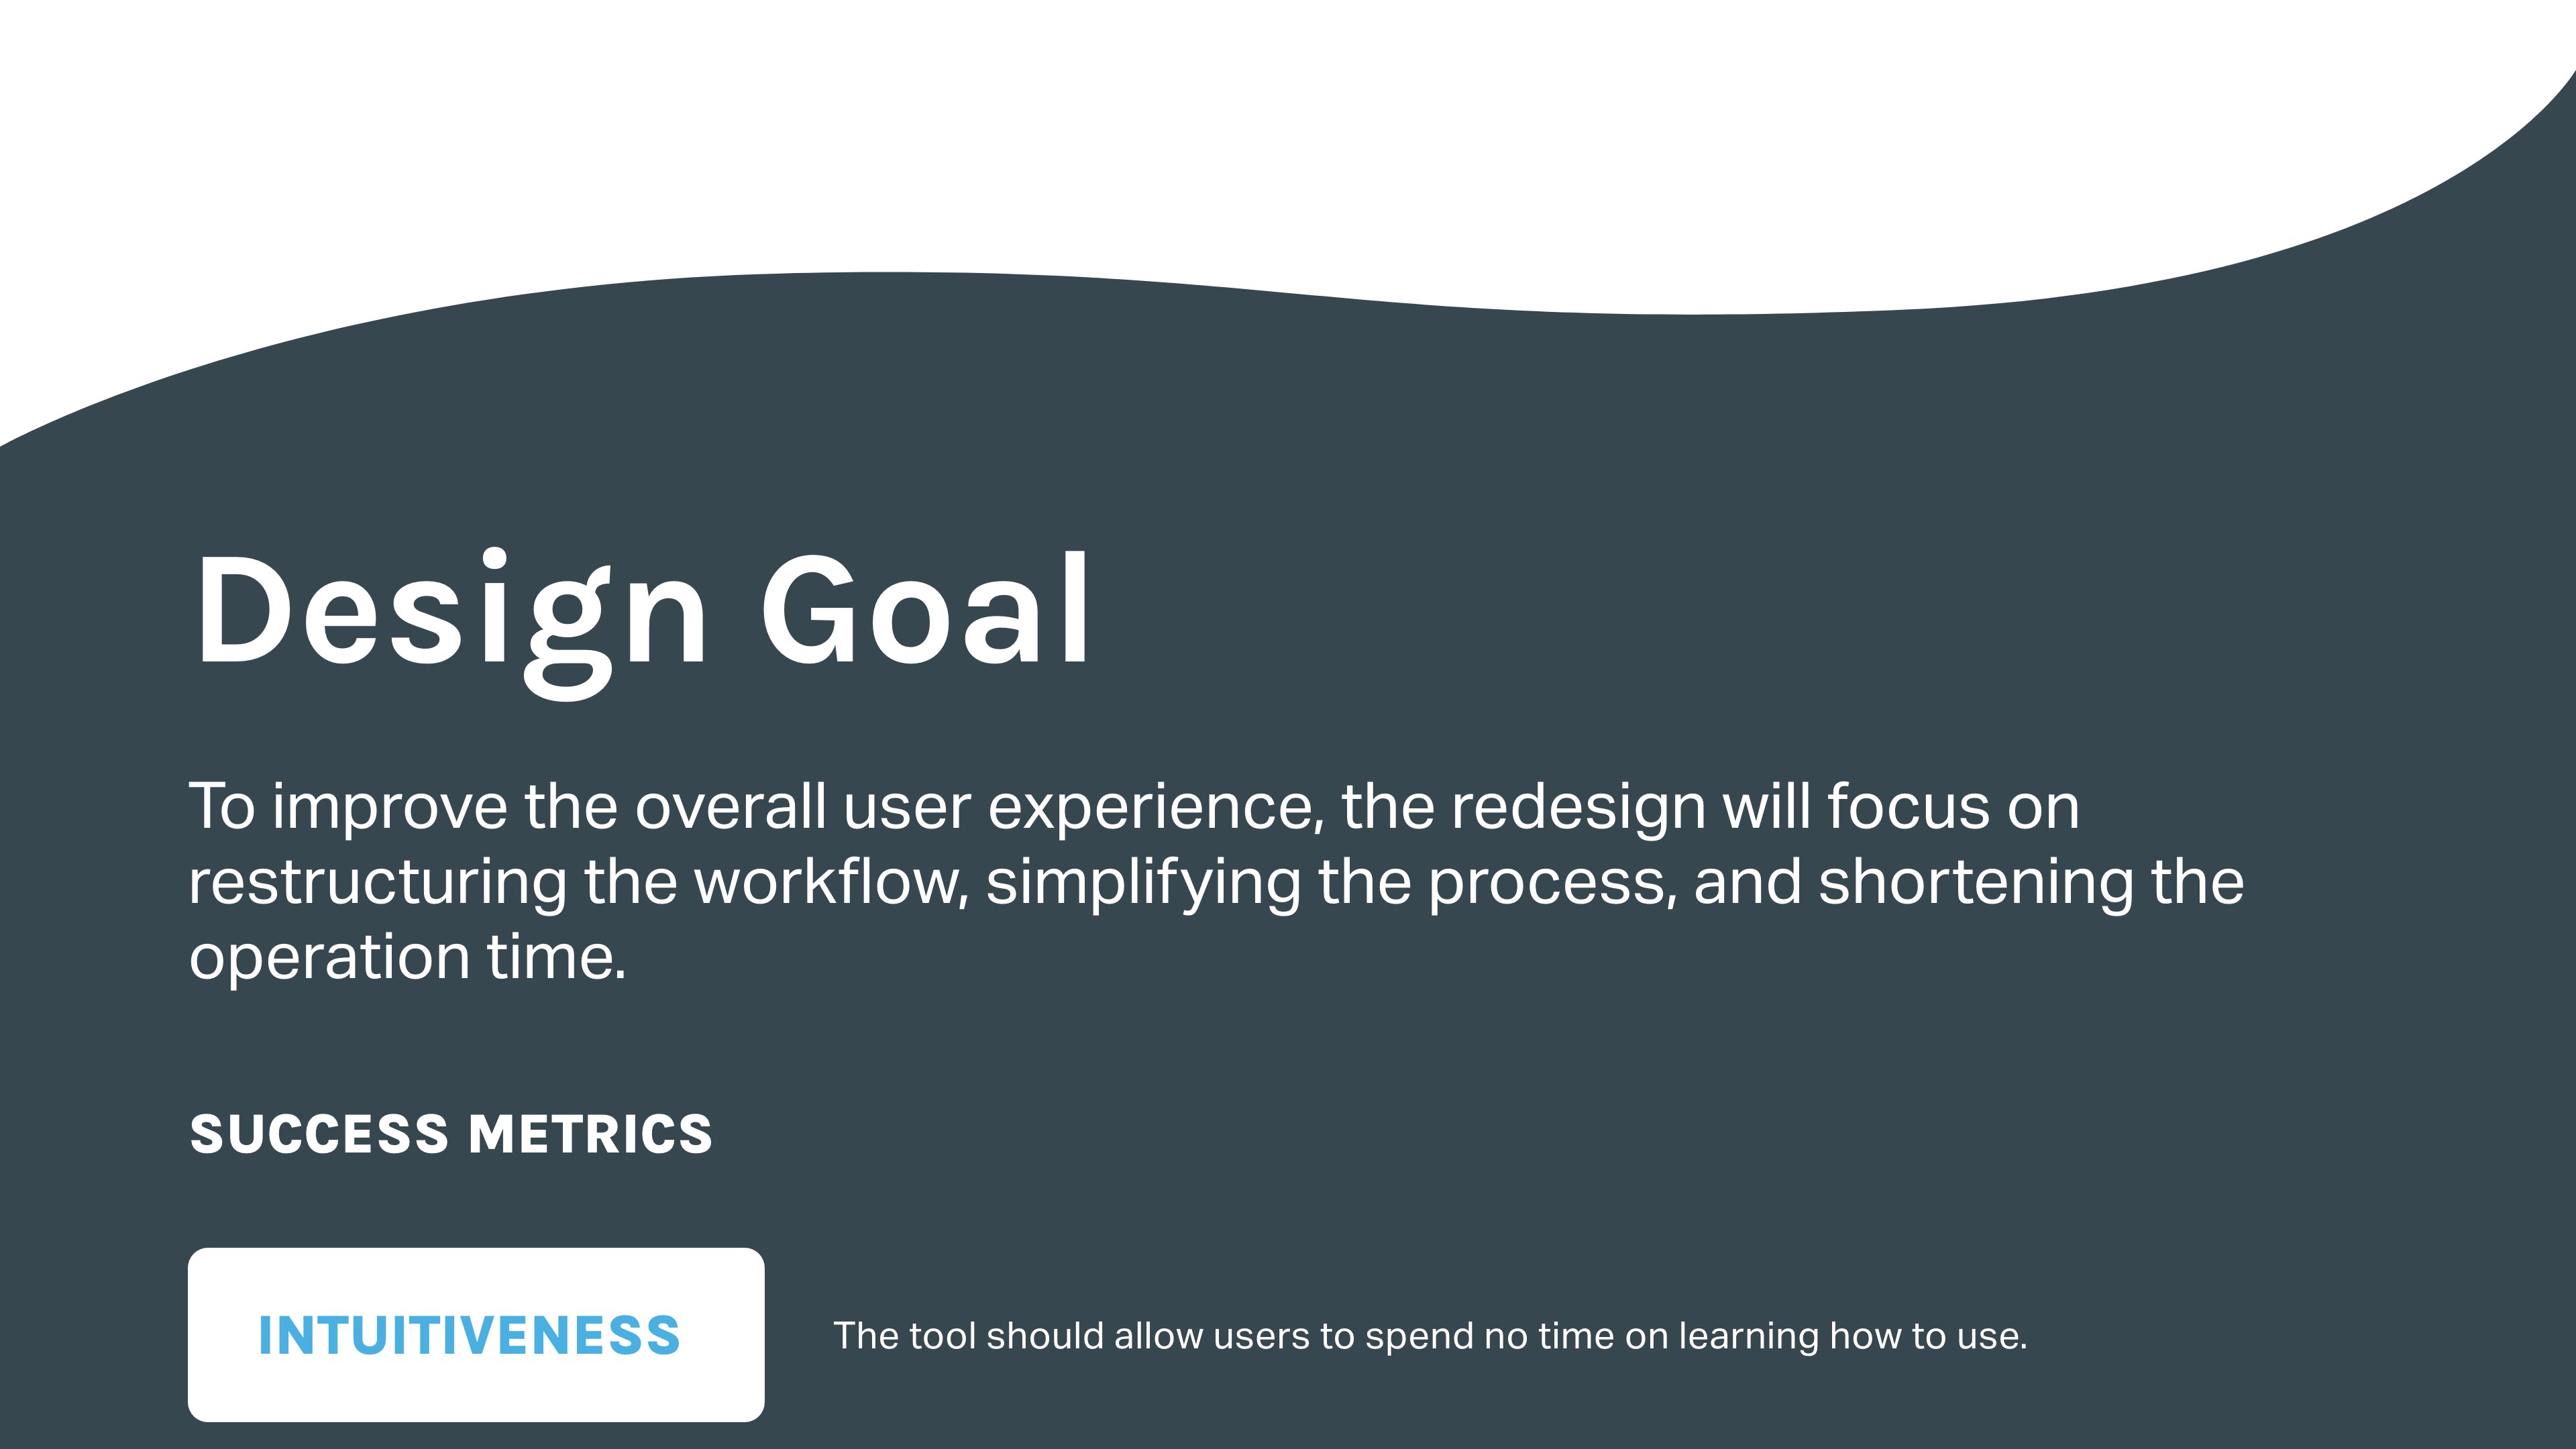 Design Goal
To improve the overall user experience, the redesign will focus on
restructuring the workflow, simplifying the process, and shortening the
operation time.
SUCCESS METRICS
INTUITIVENESS
The tool should allow users to spend no time on learning how to use.